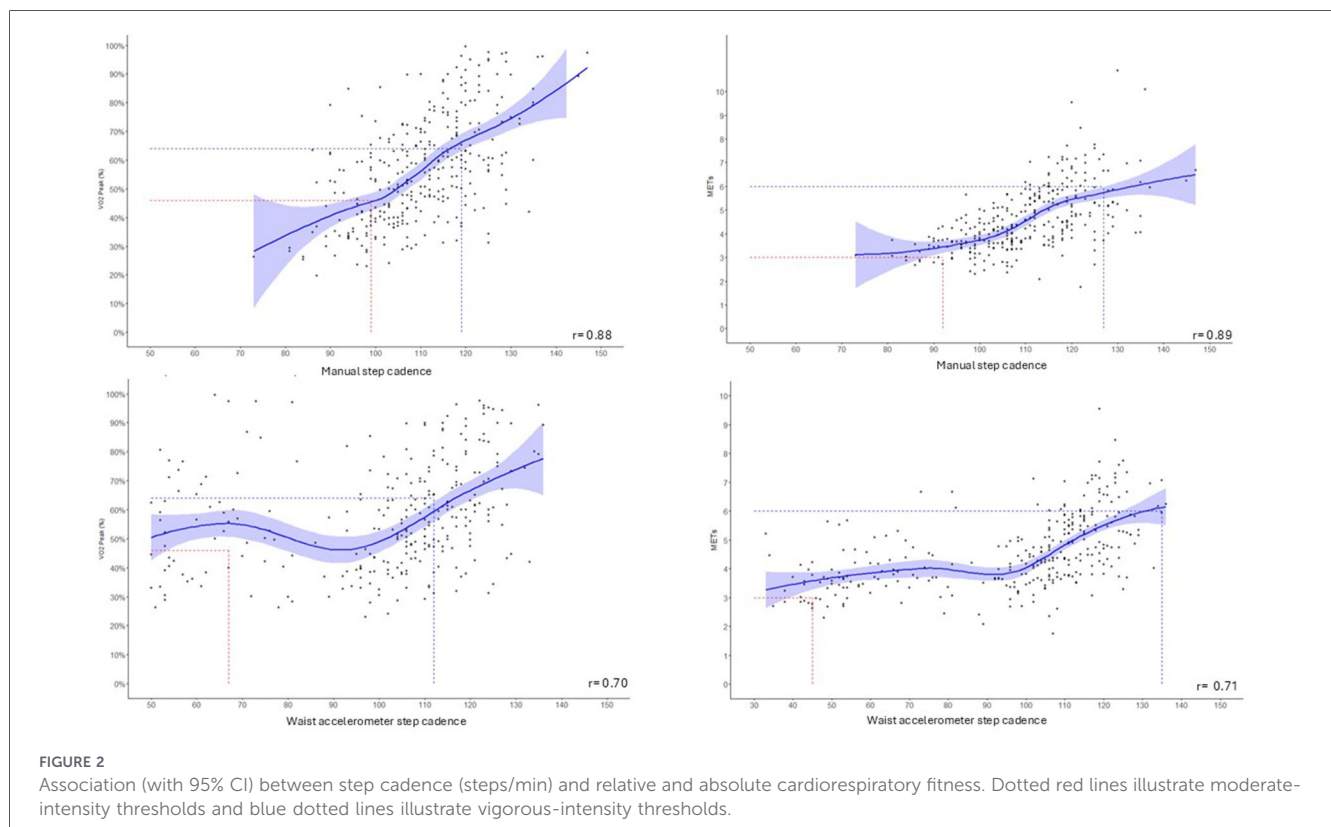 100%
90%
80%
70%
60%
50%
40%
30%
20%
10%
0%
VO2 Peak (%)
r= 0.88
50 60 70 80 90 100 110 120 130 140 150
Manual step cadence
10
9
8
7
6
5
4
3
2
1
0
METs
r=0.89
50 60 70 80 90 100 110 120 130 140 150
Manual step cadence
100%
90%
80%
70%
60%
50%
40%
30%
20%
10%
0%
VO2 Peak (%)
r= 0.70
50 60 70 80 90 100 110 120 130 140 150
Waist accelerometer step cadence
10
9
8
7
6
5
4
3
2
1
0
METs
r= 0.71
30 40 50 60 70 80 90 100 110 120 130 140 150
Waist accelerometer step cadence
FIGURE 2
Association (with 95% CI) between step cadence (steps/min) and relative and absolute cardiorespiratory fitness. Dotted red lines illustrate moderate-
intensity thresholds and blue dotted lines illustrate vigorous-intensity thresholds.